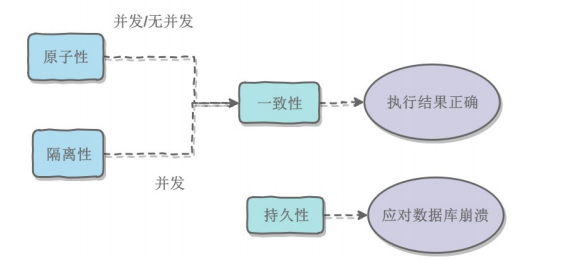 并发/无并发
原子性
一致性
执行结果正确
隔离性
并发
持久性
应对数据库崩溃